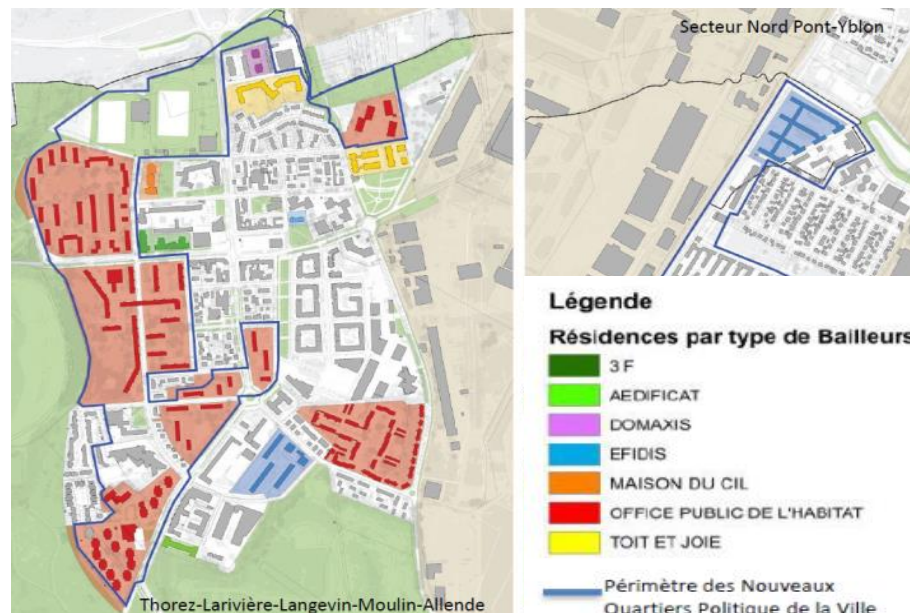 Secteur Nord Pont-Yblon
Thorez-Larivière-Langevin-Moulin-Allende
Légende
Résidences par type de Bailleurs
3 F
AEDIFICAT
DOMAXIS
EFIDIS
MAISON DU CIL
OFFICE PUBLIC DE L'HABITAT
TOIT ET JOIE
Périmètre des Nouveaux
Quartiers Politique de la Ville